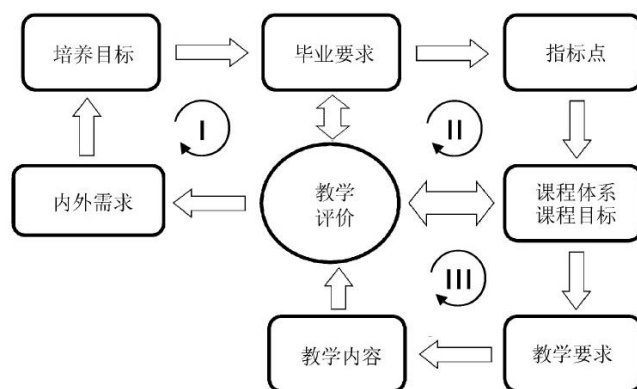 培养目标
毕业要求
指标点
I
II
内外需求
教学
评价
课程体系
课程目标
III
教学内容
教学要求